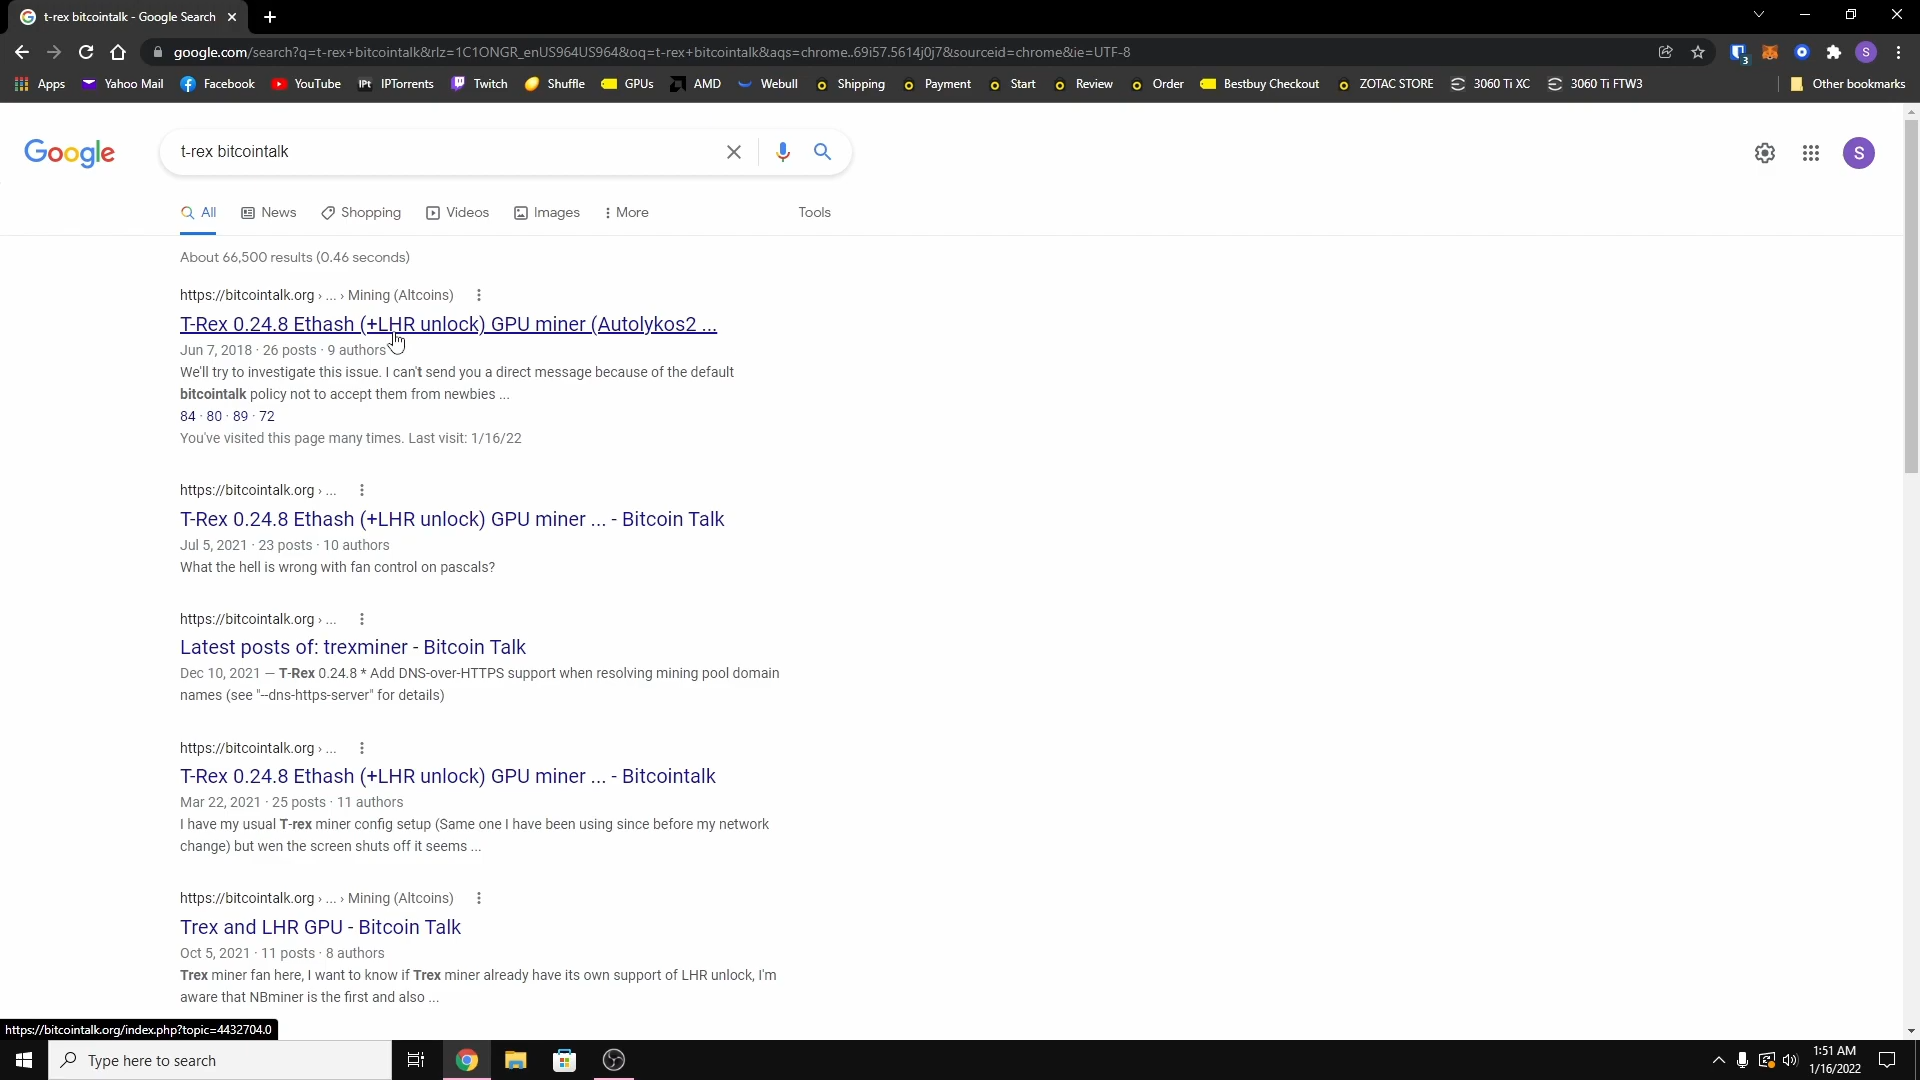 t-rex bitcointalk - Google Search
google.com/search?q=t-rex+bitcointalk&rlz=1C1ONGR_enUS964US964&oq=t-rex+bitcointalk&aqs=chrome..69i57.5614j0j7&sourceid=chrome&ie=UTF-8
3
S
Apps Yahoo Mail Facebook YouTube IPT IPTorrents Twitch Shuffle GPUs AMD Webull Shipping Payment Start Review Order Bestbuy Checkout ZOTAC STORE 3060 Ti XC 3060 Ti FTW3 Other bookmarks
Google
t-rex bitcointalk
S
All News Shopping Videos Images More Tools
About 66,500 results (0.46 seconds)
https://bitcointalk.org › ... › Mining (Altcoins)
T-Rex 0.24.8 Ethash (+LHR unlock) GPU miner (Autolykos2 ...
Jun 7, 2018 · 26 posts · 9 authors
We'll try to investigate this issue. I can't send you a direct message because of the default
bitcointalk policy not to accept them from newbies ...
84 · 80 · 89 · 72
You've visited this page many times. Last visit: 1/16/22
https://bitcointalk.org › ...
T-Rex 0.24.8 Ethash (+LHR unlock) GPU miner ... - Bitcoin Talk
Jul 5, 2021 · 23 posts · 10 authors
What the hell is wrong with fan control on pascals?
https://bitcointalk.org › ...
Latest posts of: trexminer - Bitcoin Talk
Dec 10, 2021 — T-Rex 0.24.8 * Add DNS-over-HTTPS support when resolving mining pool domain
names (see "--dns-https-server" for details)
https://bitcointalk.org › ...
T-Rex 0.24.8 Ethash (+LHR unlock) GPU miner ... - Bitcointalk
Mar 22, 2021 · 25 posts · 11 authors
I have my usual T-rex miner config setup (Same one I have been using since before my network
change) but wen the screen shuts off it seems ...
https://bitcointalk.org › ... › Mining (Altcoins)
Trex and LHR GPU - Bitcoin Talk
Oct 5, 2021 · 11 posts · 8 authors
Trex miner fan here, I want to know if Trex miner already have its own support of LHR unlock, I'm
aware that NBminer is the first and also ...
https://bitcointalk.org/index.php?topic=4432704.0
Type here to search
1:51 AM
1/16/2022